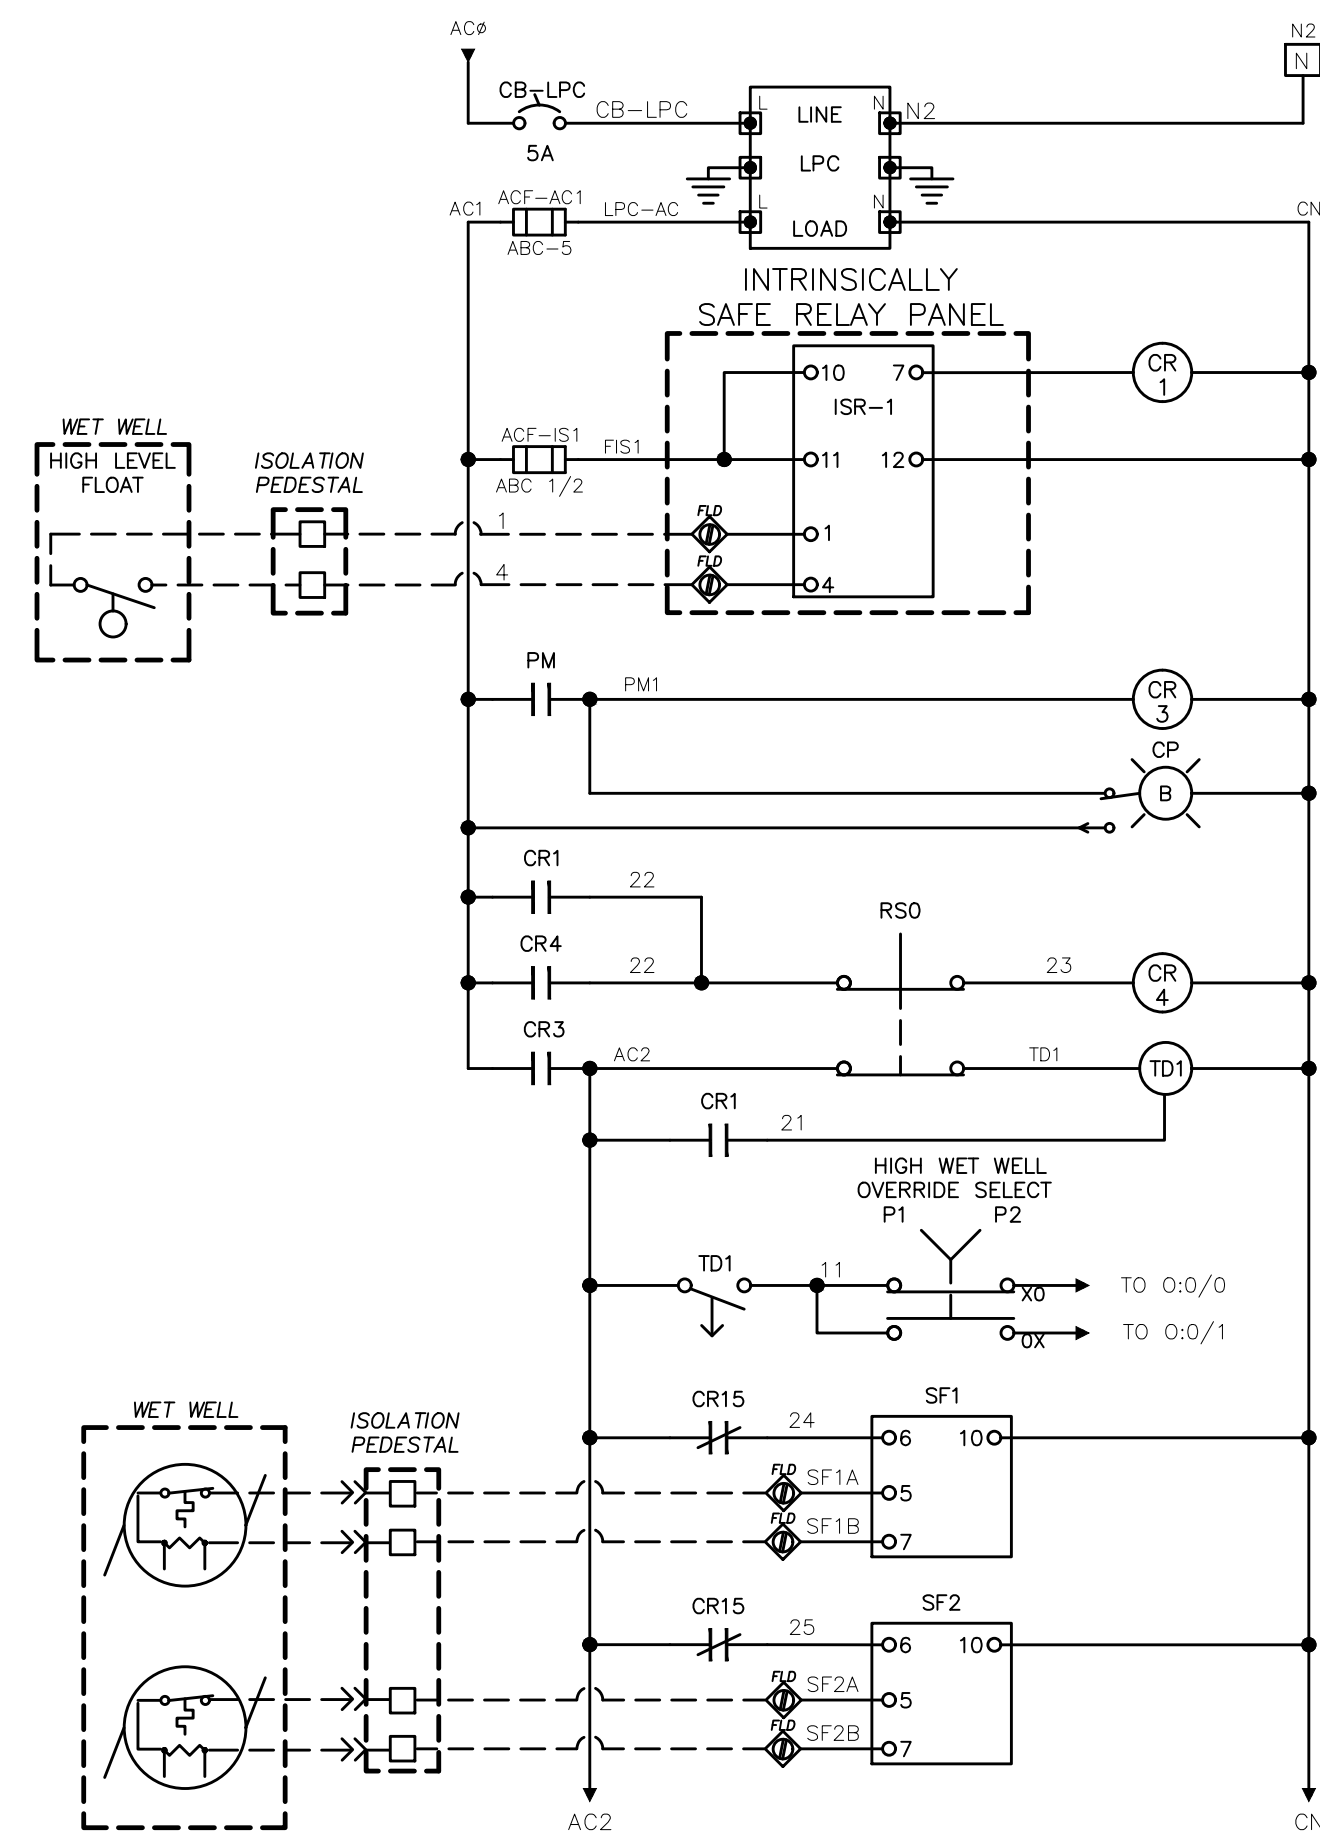 ACØ
N2
N
CB-LPC
CB-LPC
5A
L
LINE
N
N2
LPC
AC1
ACF-AC1
LPC-AC
ABC-5
L
LOAD
N
CN
INTRINSICALLY
SAFE RELAY PANEL
10
7
ISR-1
CR
1
WET WELL
HIGH LEVEL
FLOAT
ISOLATION
PEDESTAL
ACF-IS1
FIS1
ABC 1/2
11
12
1
FLD
1
4
FLD
4
PM
PM1
CR
3
CP
B
CR1
22
RSO
CR4
22
23
CR
4
CR3
AC2
TD1
TD1
CR1
21
HIGH WET WELL
OVERRIDE SELECT
P1
P2
TD1
11
XO
TO O:0/0
OX
TO O:0/1
WET WELL
ISOLATION
PEDESTAL
CR15
24
SF1
6
10
FLD
SF1A
5
FLD
SF1B
7
CR15
25
SF2
6
10
FLD
SF2A
5
FLD
SF2B
7
AC2
CN